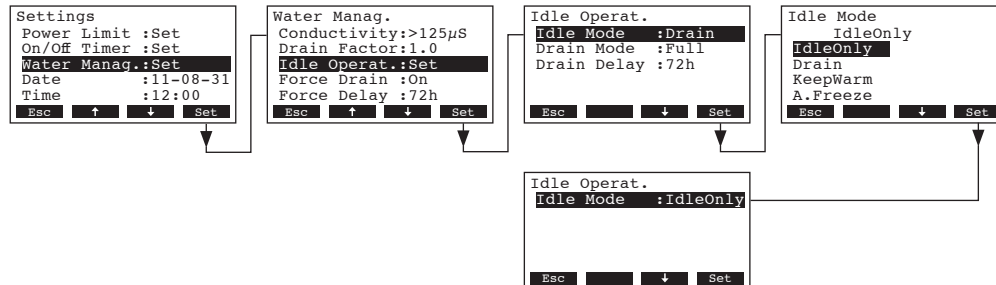 Settings
Power Limit :Set
On/Off Timer :Set
Water Manag.:Set
Date :11-08-31
Time :12:00
Esc ↑ ↓ Set
Water Manag.
Conductivity:>125µS
Drain Factor:1.0
Idle Operat.:Set
Force Drain :On
Force Delay :72h
Esc ↑ ↓ Set
Idle Operat.
Idle Mode :Drain
Drain Mode :Full
Drain Delay :72h
Esc ↓ Set
Idle Mode
IdleOnly
IdleOnly
Drain
KeepWarm
A.Freeze
Esc ↓ Set
Idle Operat.
Idle Mode :IdleOnly
Esc ↓ Set